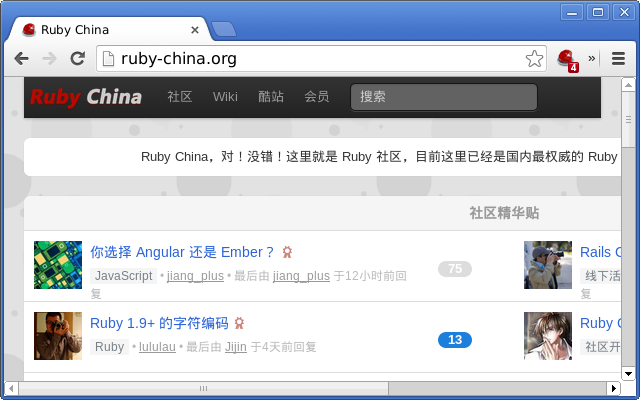 Ruby China
ruby-china.org
4
»
Ruby China 社区 Wiki 酷站 会员 搜索
Ruby China，对！没错！这里就是 Ruby 社区，目前这里已经是国内最权威的 Ruby
社区精华贴
你选择 Angular 还是 Ember？
JavaScript • jiang_plus • 最后由 jiang_plus 于12小时前回
复
75
Rails C
线下活
Ruby 1.9+ 的字符编码
Ruby • lululau • 最后由 Jijin 于4天前回复
13
Ruby C
社区开